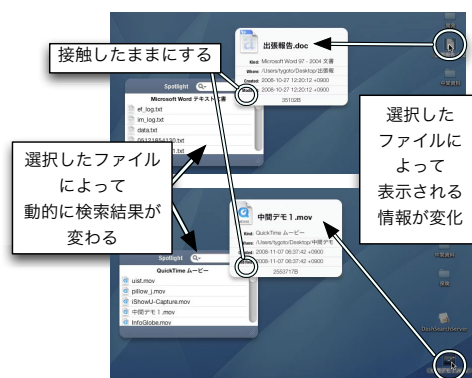 接触したままにする
出張報告.doc
Kind: Microsoft Word 97 - 2004 文書
Where: /Users/tygoto/Desktop/出張報
Created: 2008-10-27 12:20:12 +0900
2008-10-27 12:20:12 +0900
35102B
Spotlight
Microsoft Word テキスト文書
ef_log.txt
im_log.txt
data.txt
選択した
ファイルに
よって
表示される
情報が変化
選択したファイル
によって
動的に検索結果が
変わる
中間デモ1.mov
Kind: QuickTime ムービー
Where: /Users/tygoto/Desktop/中間デモ
2008-11-07 06:37:42 +0900
2008-11-07 06:37:42 +0900
2553717B
Spotlight
QuickTime ムービー
uist.mov
pillow_j.mov
iShowU-Capture.mov
中間デモ1.mov
InfoGlobe.mov
DashSearchServer